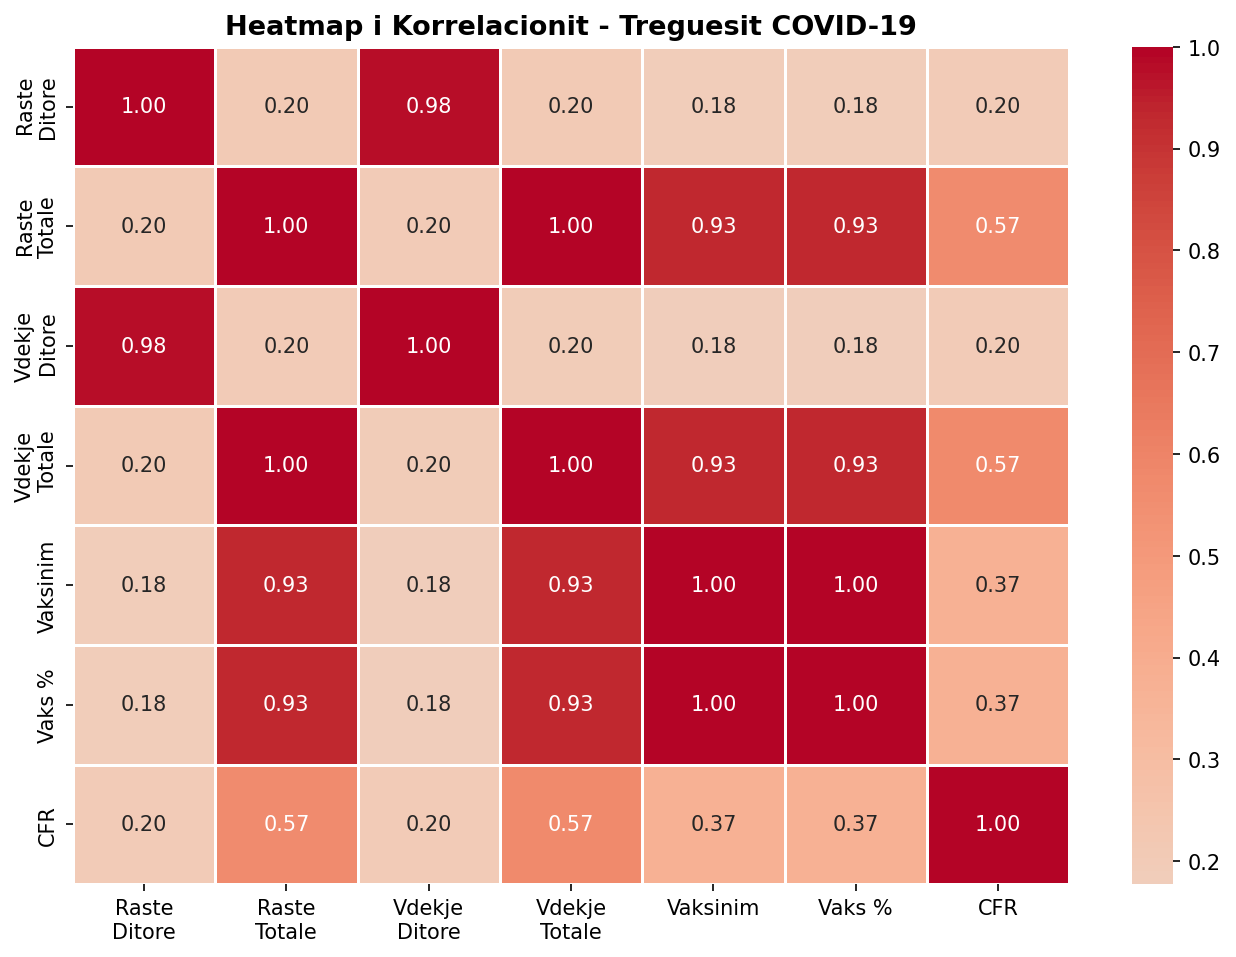 Heatmap i Korrelacionit - Treguesit COVID-19
Raste
Ditore
1.00 0.20 0.98 0.20 0.18 0.18 0.20
Raste
Totale
0.20 1.00 0.20 1.00 0.93 0.93 0.57
Vdekje
Ditore
0.98 0.20 1.00 0.20 0.18 0.18 0.20
Vdekje
Totale
0.20 1.00 0.20 1.00 0.93 0.93 0.57
Vaksinim
0.18 0.93 0.18 0.93 1.00 1.00 0.37
Vaks %
0.18 0.93 0.18 0.93 1.00 1.00 0.37
CFR
0.20 0.57 0.20 0.57 0.37 0.37 1.00
Raste
Ditore
Raste
Totale
Vdekje
Ditore
Vdekje
Totale
Vaksinim
Vaks %
CFR
1.0
0.9
0.8
0.7
0.6
0.5
0.4
0.3
0.2